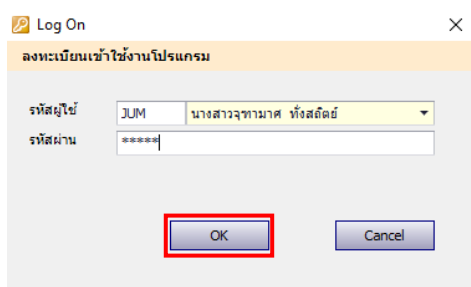 Log On
ลงทะเบียนเข้าใช้งานโปรแกรม
รหัสผู้ใช้ JUM นางสาวจุฑามาศ ทั่งสถิตย์
รหัสผ่าน *****
OK Cancel